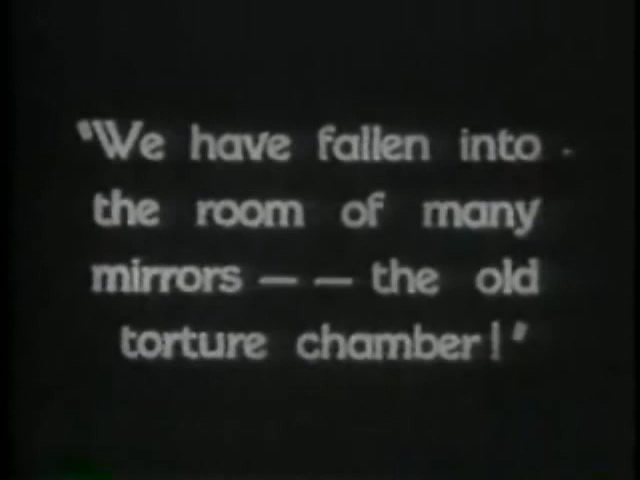 "We have fallen into
the room of many
mirrors — — the old
torture chamber!"